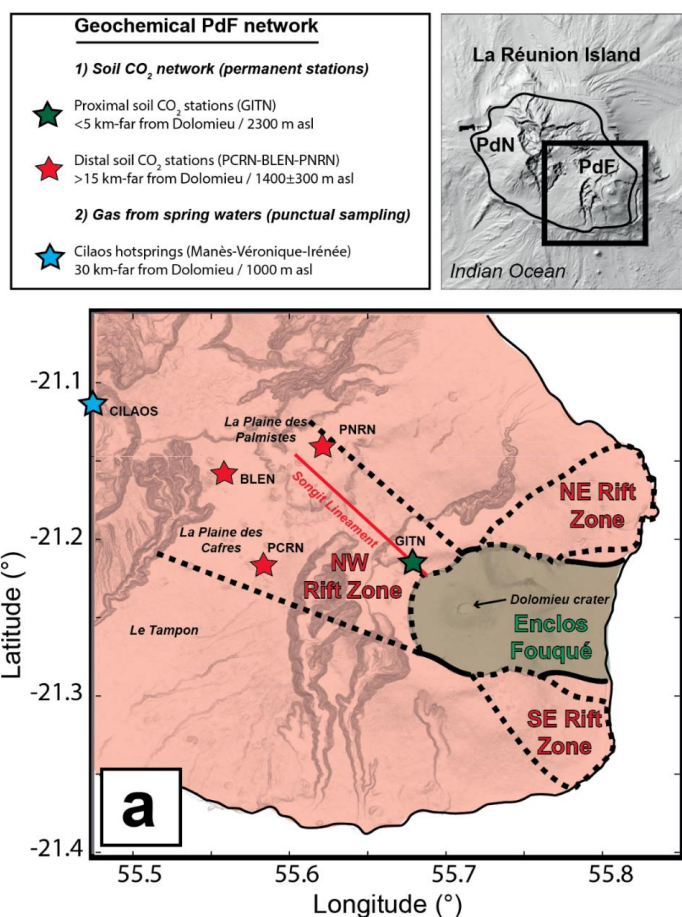 Geochemical PdF network
1) Soil CO₂ network (permanent stations)
Proximal soil CO₂ stations (GITN)
<5 km-far from Dolomieu / 2300 m asl
Distal soil CO₂ stations (PCRN-BLEN-PNRN)
>15 km-far from Dolomieu / 1400±300 m asl
2) Gas from spring waters (punctual sampling)
Cilaos hotsprings (Manès-Véronique-Irénée)
30 km-far from Dolomieu / 1000 m asl
La Réunion Island
PdN
PdF
Indian Ocean
-21.1
-21.2
-21.3
-21.4
Latitude (°)
CILAOS
La Plaine des
Palmistes
PNRN
BLEN
Songit Lineament
NE Rift
Zone
La Plaine des
Cafres
PCRN
GITN
NW
Rift Zone
Dolomieu crater
Enclos
Fouqué
Le Tampon
SE Rift
Zone
a
55.5
55.6
55.7
55.8
Longitude (°)